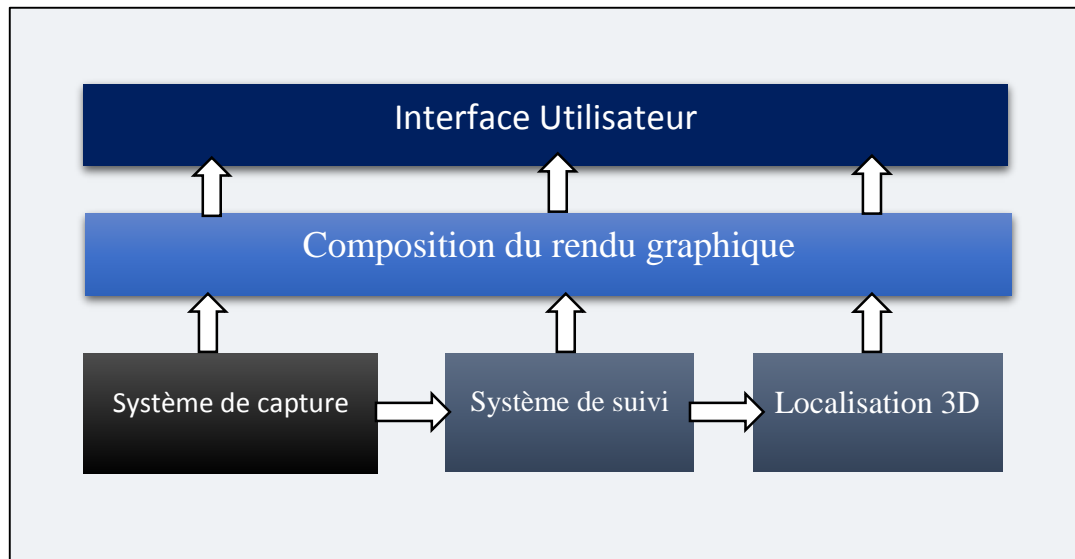 Interface Utilisateur
Composition du rendu graphique
Système de capture
Système de suivi
Localisation 3D